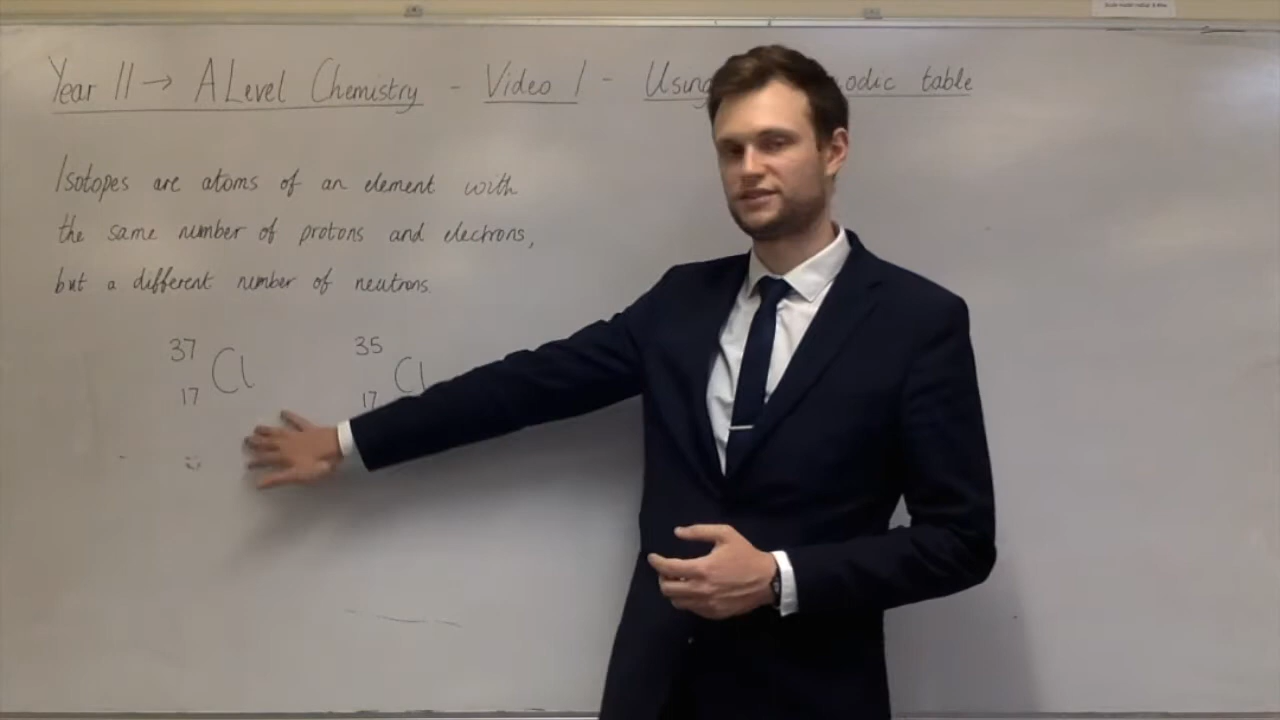 Year 11 → A Level Chemistry - Video 1 - Using odic table
Isotopes are atoms of an element with
the same number of protons and electrons,
but a different number of neutrons.
37 35
Cl Cl
17 17